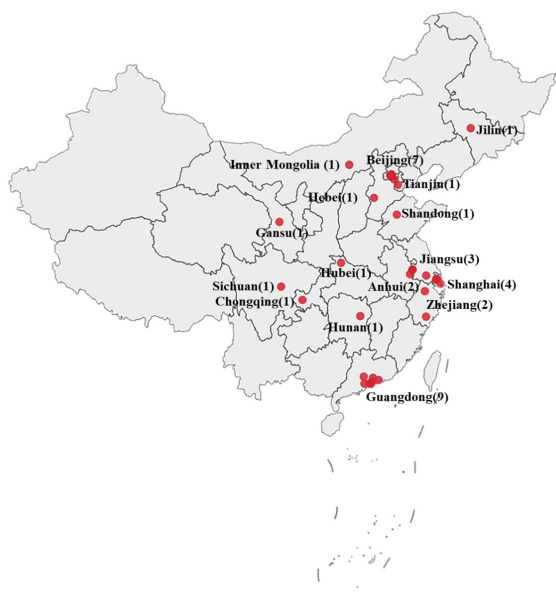 Jilin(1)
Beijing(7)
Inner Mongolia (1)
Tianjin(1)
Hebei(1)
Shandong(1)
Gansu(1)
Jiangsu(3)
Hubei(1)
Sichuan(1)
Anhui(2)
Shanghai(4)
Chongqing(1)
Zhejiang(2)
Hunan(1)
Guangdong(9)